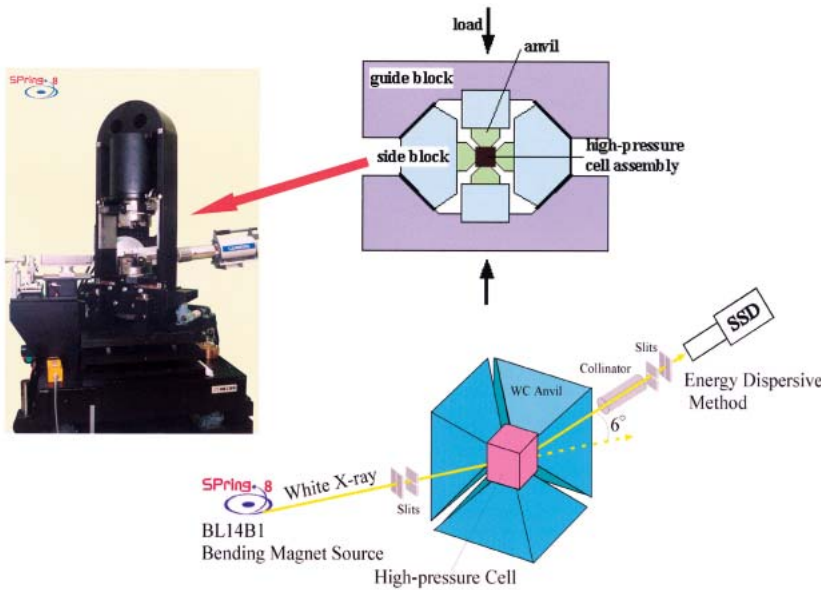 SPring-8
load
anvil
guide block
side block
high-pressure
cell assembly
SSD
Slits
Collinator
Energy Dispersive
Method
WC Anvil
6°
SPring-8
White X-ray
Slits
BL14B1
Bending Magnet Source
High-pressure Cell